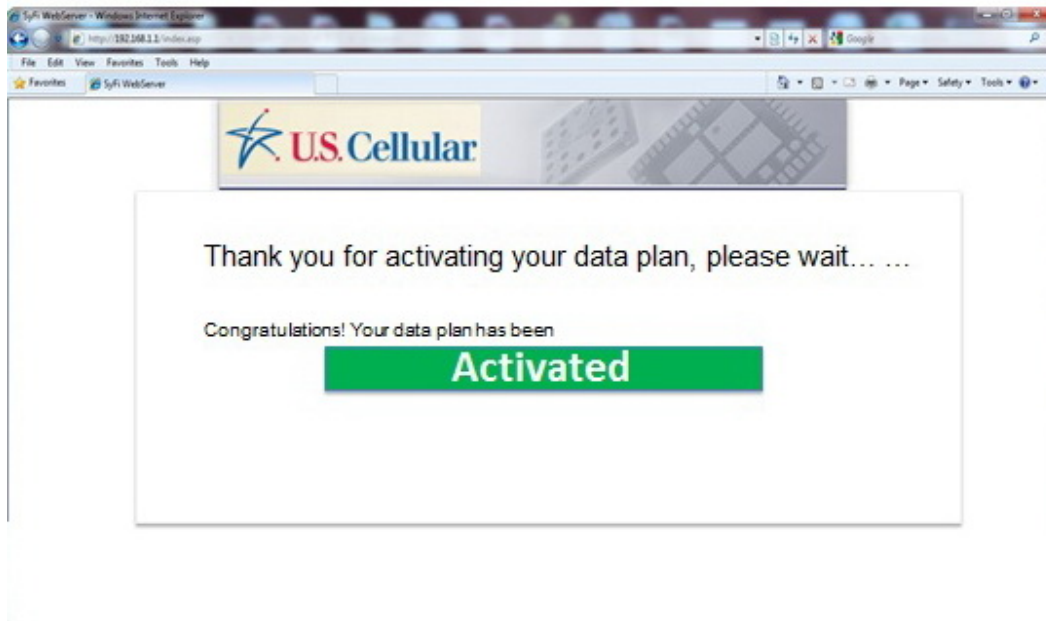 SyFi WebServer - Windows Internet Explorer
http://192.168.1.1/index.asp
Google
File Edit View Favorites Tools Help
Favorites SyFi WebServer
Page Safety Tools
U.S. Cellular
Thank you for activating your data plan, please wait… …
Congratulations! Your data plan has been
Activated